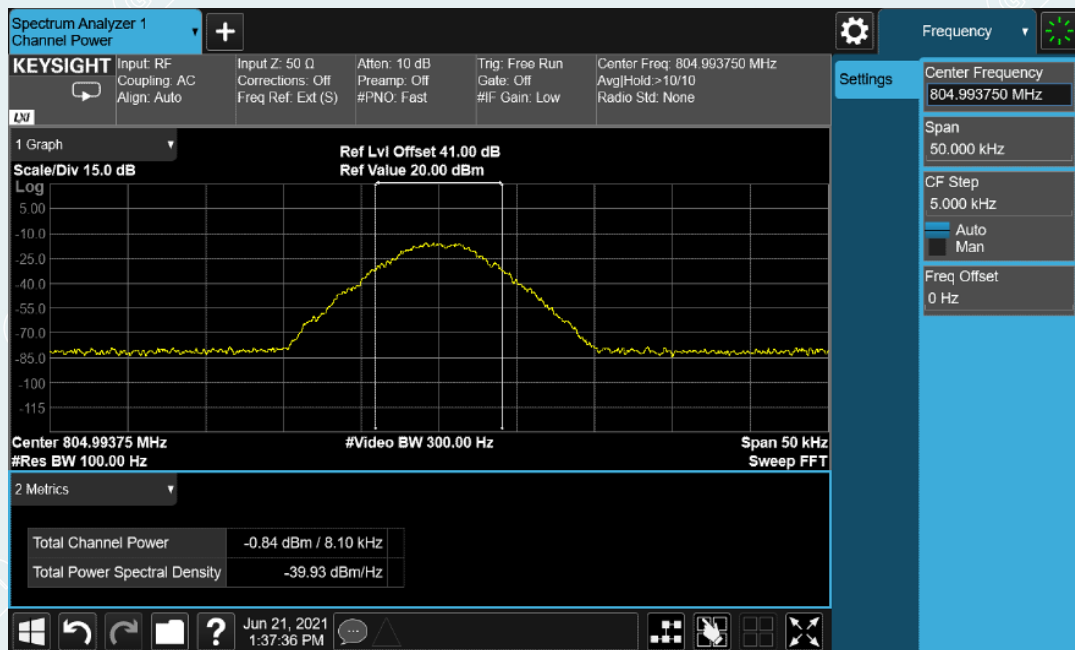 Spectrum Analyzer 1
Channel Power
Frequency
KEYSIGHT
LXI
Input: RF
Coupling: AC
Align: Auto
Input Z: 50 Ω
Corrections: Off
Freq Ref: Ext (S)
Atten: 10 dB
Preamp: Off
#PNO: Fast
Trig: Free Run
Gate: Off
#IF Gain: Low
Center Freq: 804.993750 MHz
Avg|Hold:>10/10
Radio Std: None
Settings
Center Frequency
804.993750 MHz
Span
50.000 kHz
CF Step
5.000 kHz
Auto
Man
Freq Offset
0 Hz
1 Graph
Scale/Div 15.0 dB
Ref Lvl Offset 41.00 dB
Ref Value 20.00 dBm
Log
5.00
-10.0
-25.0
-40.0
-55.0
-70.0
-85.0
-100
-115
Center 804.99375 MHz
#Video BW 300.00 Hz
Span 50 kHz
#Res BW 100.00 Hz
Sweep FFT
2 Metrics
Total Channel Power -0.84 dBm / 8.10 kHz
Total Power Spectral Density -39.93 dBm/Hz
?
Jun 21, 2021
1:37:36 PM